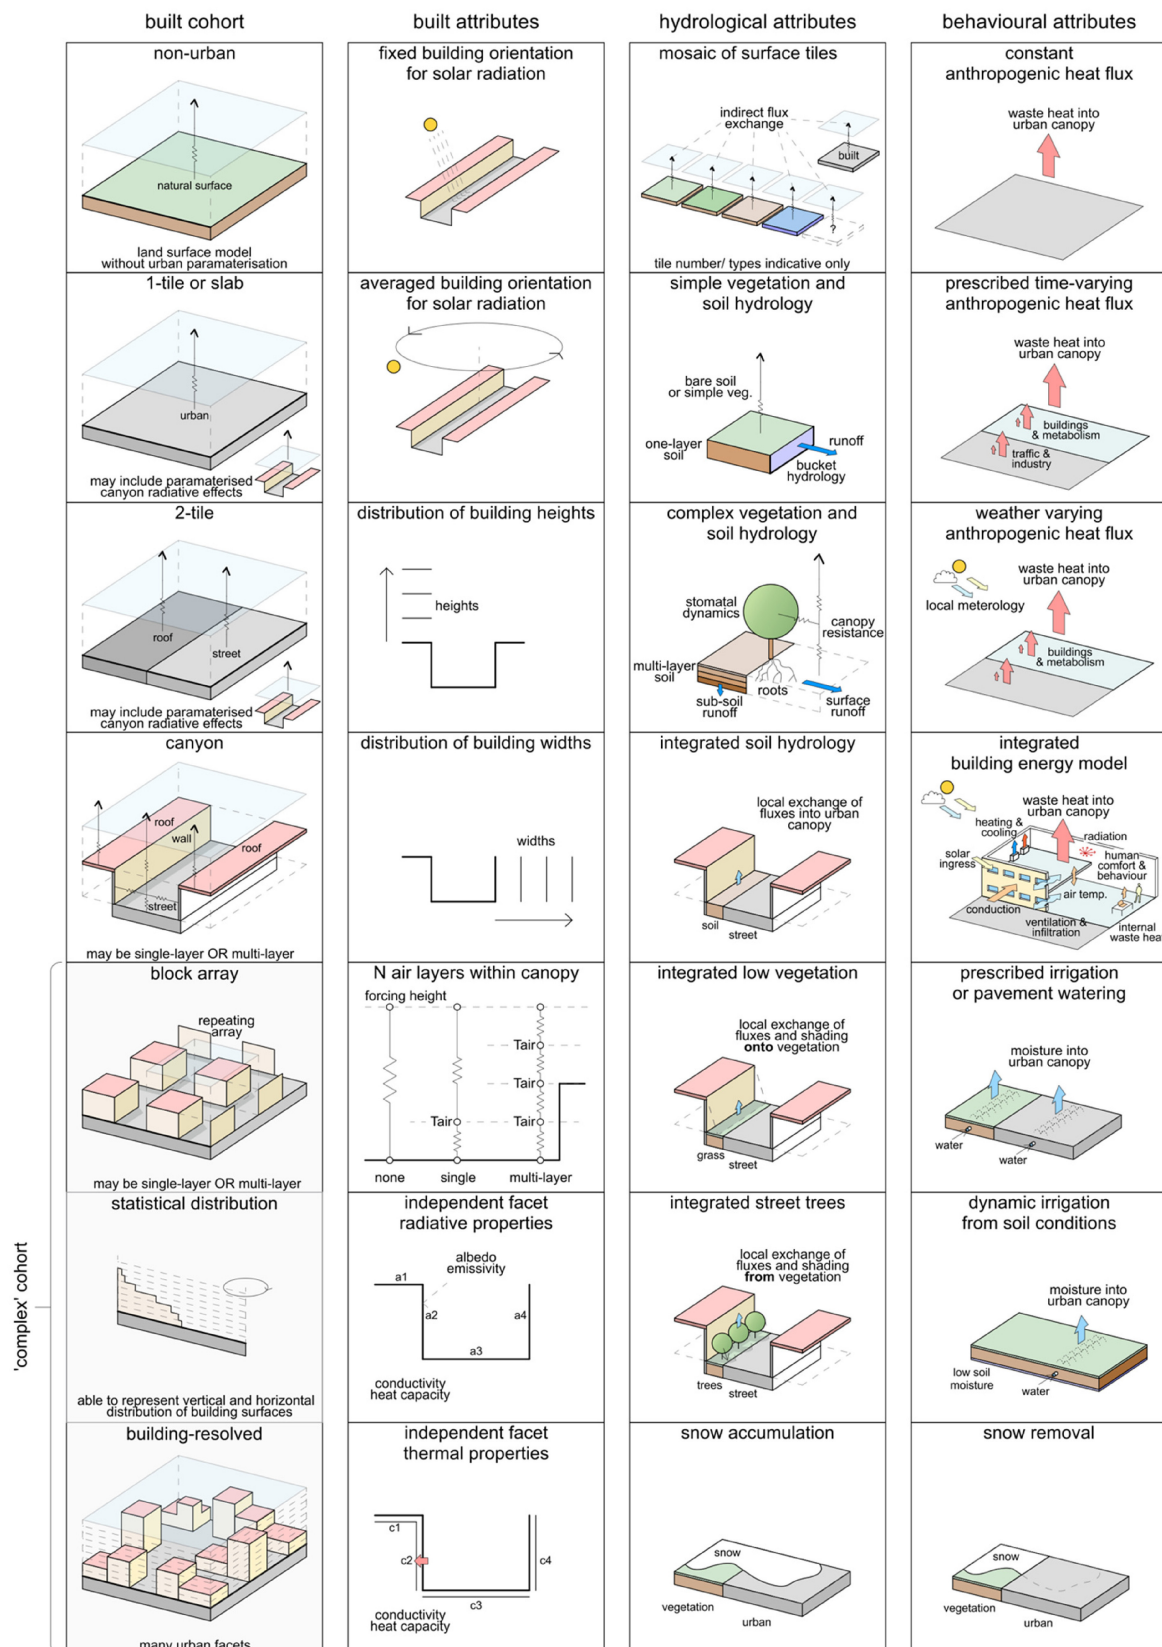 built cohort
built attributes
hydrological attributes
behavioural attributes
non-urban
natural surface
land surface model
without urban paramaterisation
fixed building orientation
for solar radiation
mosaic of surface tiles
indirect flux
exchange
built
?
tile number/ types indicative only
constant
anthropogenic heat flux
waste heat into
urban canopy
1-tile or slab
urban
may include paramaterised
canyon radiative effects
averaged building orientation
for solar radiation
simple vegetation and
soil hydrology
bare soil
or simple veg.
one-layer
soil
runoff
bucket
hydrology
prescribed time-varying
anthropogenic heat flux
waste heat into
urban canopy
buildings
& metabolism
traffic &
industry
2-tile
roof
street
may include paramaterised
canyon radiative effects
distribution of building heights
heights
complex vegetation and
soil hydrology
stomatal
dynamics
canopy
resistance
multi-layer
soil
roots
sub-soil
runoff
surface
runoff
weather varying
anthropogenic heat flux
waste heat into
urban canopy
local meterology
buildings
& metabolism
canyon
roof
wall
roof
street
may be single-layer OR multi-layer
distribution of building widths
widths
integrated soil hydrology
local exchange of
fluxes into urban
canopy
soil
street
integrated
building energy model
waste heat into
urban canopy
heating &
cooling
radiation
solar
ingress
human
comfort &
behaviour
air temp.
conduction
ventilation &
infiltration
internal
waste heat
'complex' cohort
block array
repeating
array
may be single-layer OR multi-layer
N air layers within canopy
forcing height
Tair
Tair
Tair
Tair
none
single
multi-layer
integrated low vegetation
local exchange of
fluxes and shading
onto vegetation
grass
street
prescribed irrigation
or pavement watering
moisture into
urban canopy
water
water
statistical distribution
able to represent vertical and horizontal
distribution of building surfaces
independent facet
radiative properties
albedo
emissivity
a1
a2
a4
a3
conductivity
heat capacity
integrated street trees
local exchange of
fluxes and shading
from vegetation
trees
street
dynamic irrigation
from soil conditions
moisture into
urban canopy
low soil
moisture
water
building-resolved
many urban facets
independent facet
thermal properties
c1
c2
c4
c3
conductivity
heat capacity
snow accumulation
snow
vegetation
urban
snow removal
snow
vegetation
urban